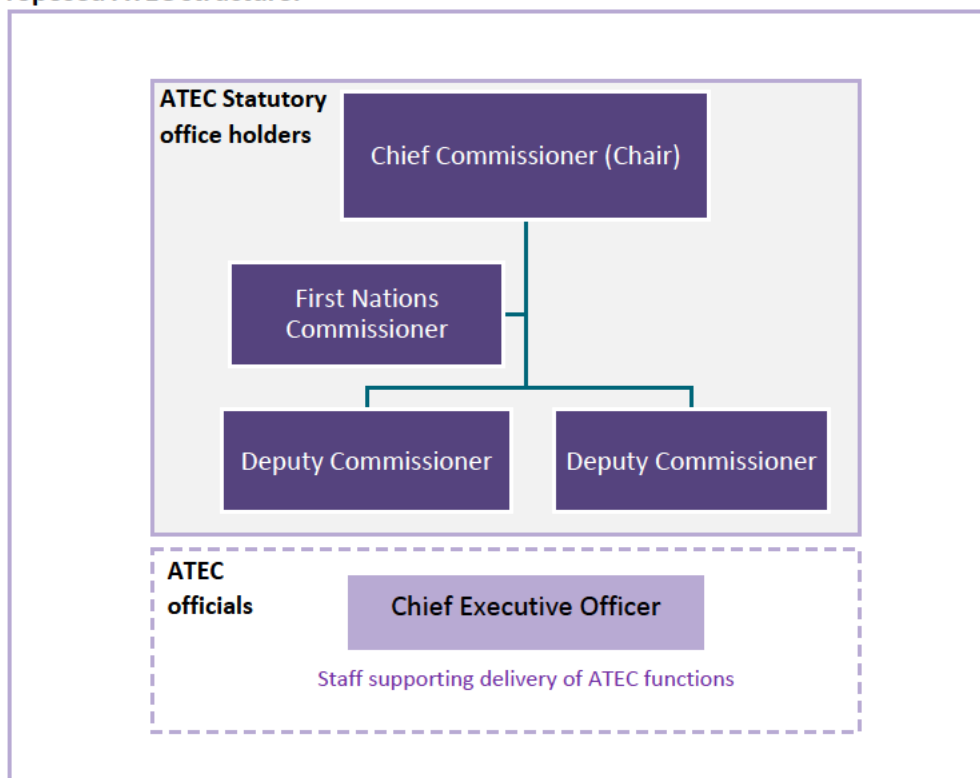 ATEC Statutory
office holders
Chief Commissioner (Chair)
First Nations
Commissioner
Deputy Commissioner
Deputy Commissioner
ATEC
officials
Chief Executive Officer
Staff supporting delivery of ATEC functions